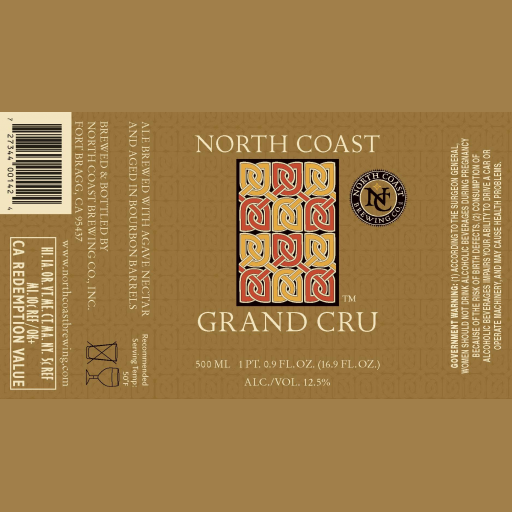 NORTH COAST
NORTH COAST
BREWING CO.
NC
TM
GRAND CRU
500 ML 1 PT. 0.9 FL.OZ. (16.9 FL.OZ.)
ALC./VOL. 12.5%
ALE BREWED WITH AGAVE NECTAR
AND AGED IN BOURBON BARRELS
BREWED & BOTTLED BY
NORTH COAST BREWING CO., INC.
FORT BRAGG, CA 95437
Recommended
Serving Temp:
50°F
www.northcoastbrewing.com
7 27344 00142 4
HI, IA, OR, VT, ME, CT, MA, NY, 5¢ REF
MI, 10¢ REF / OK+
CA REDEMPTION VALUE
GOVERNMENT WARNING: (1) ACCORDING TO THE SURGEON GENERAL,
WOMEN SHOULD NOT DRINK ALCOHOLIC BEVERAGES DURING PREGNANCY
BECAUSE OF THE RISK OF BIRTH DEFECTS. (2) CONSUMPTION OF
ALCOHOLIC BEVERAGES IMPAIRS YOUR ABILITY TO DRIVE A CAR OR
OPERATE MACHINERY, AND MAY CAUSE HEALTH PROBLEMS.